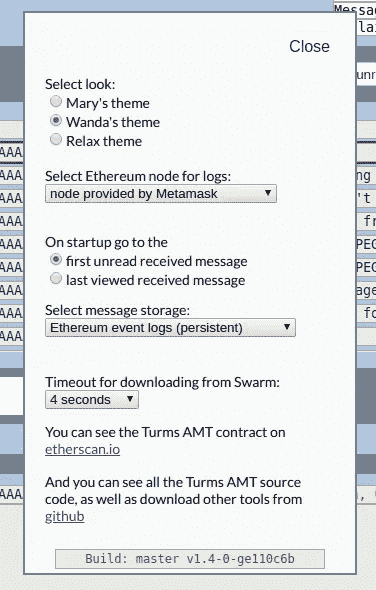 Messa
la
Close
unr
Select look:
Mary's theme
Wanda's theme
Relax theme
AAA
AAA
ng
Select Ethereum node for logs:
node provided by Metamask
AAA
't
AAA
fr
On startup go to the
AAA
PEC
first unread received message
AAA
PEC
last viewed received message
AAA
age
Select message storage:
AAA
fo
Ethereum event logs (persistent)
AAA
Timeout for downloading from Swarm:
4 seconds
You can see the Turms AMT contract on
etherscan.io
And you can see all the Turms AMT source
code, as well as download other tools from
AAA
github
Build: master v1.4-0-ge110c6b